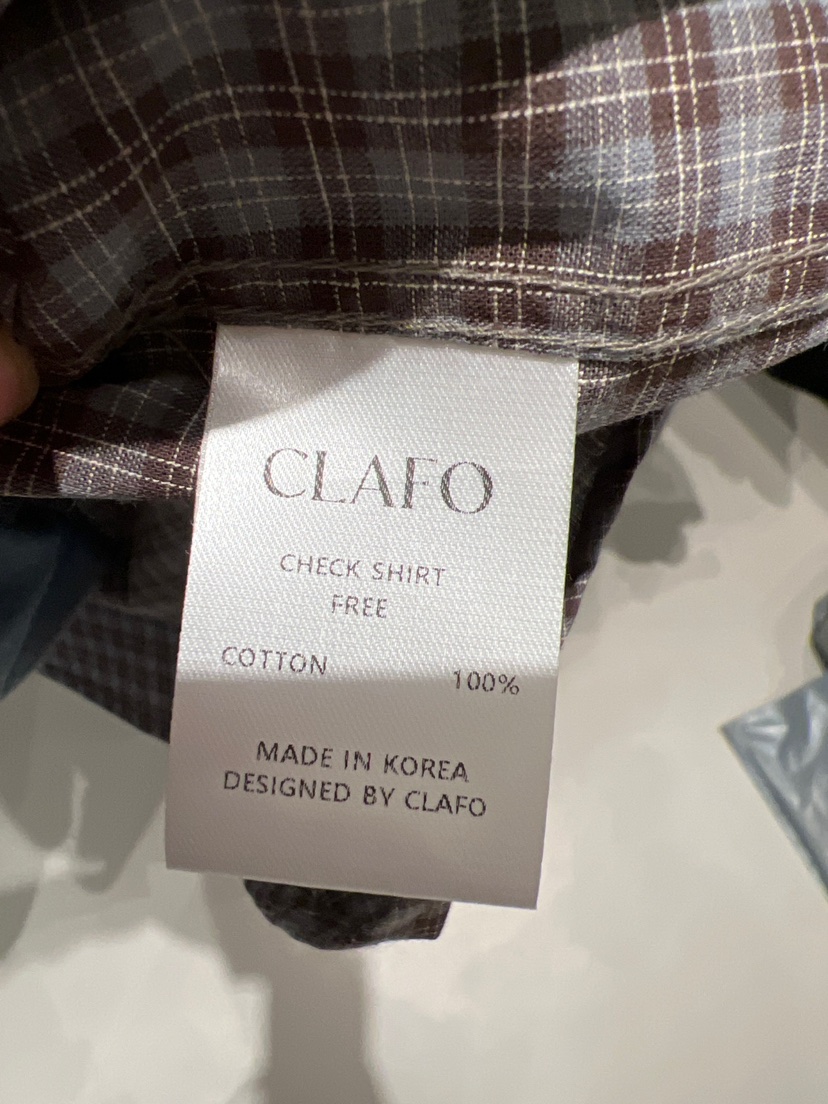 CLAFO
CHECK SHIRT
FREE
COTTON 100%
MADE IN KOREA
DESIGNED BY CLAFO